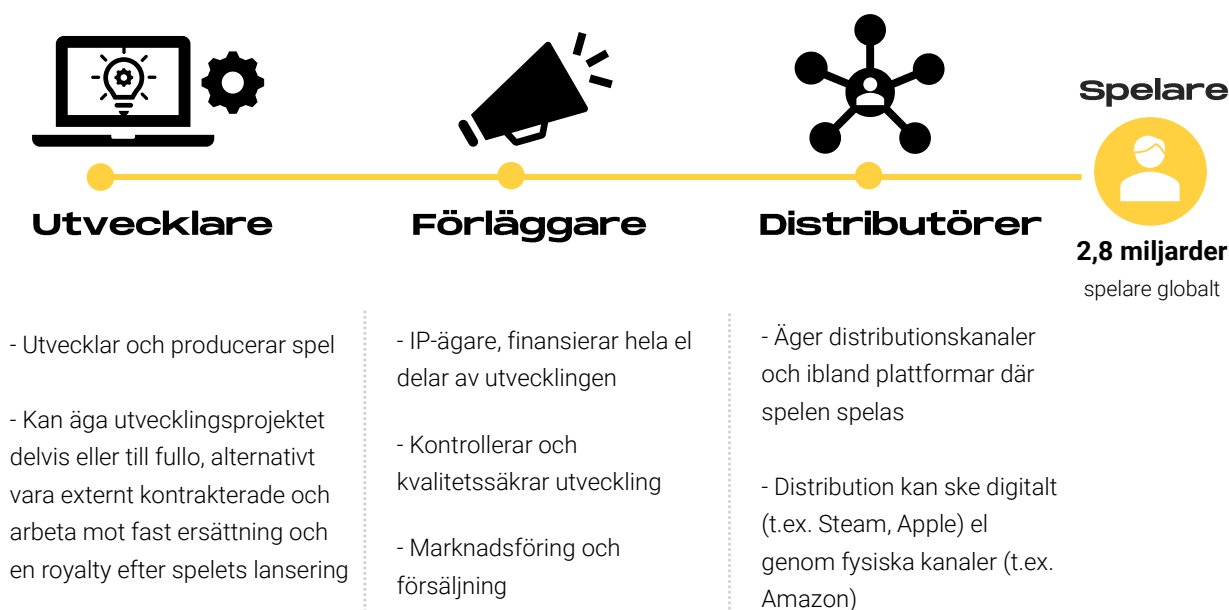 Utvecklare
- Utvecklar och producerar spel
- Kan äga utvecklingsprojektet
delvis eller till fullo, alternativt
vara externt kontrakterade och
arbeta mot fast ersättning och
en royalty efter spelets lansering
Förläggare
- IP-ägare, finansierar hela el
delar av utvecklingen
- Kontrollerar och
kvalitetssäkrar utveckling
- Marknadsföring och
försäljning
Distributörer
- Äger distributionskanaler
och ibland plattformar där
spelen spelas
- Distribution kan ske digitalt
(t.ex. Steam, Apple) el
genom fysiska kanaler (t.ex.
Amazon)
Spelare
2,8 miljarder
spelare globalt